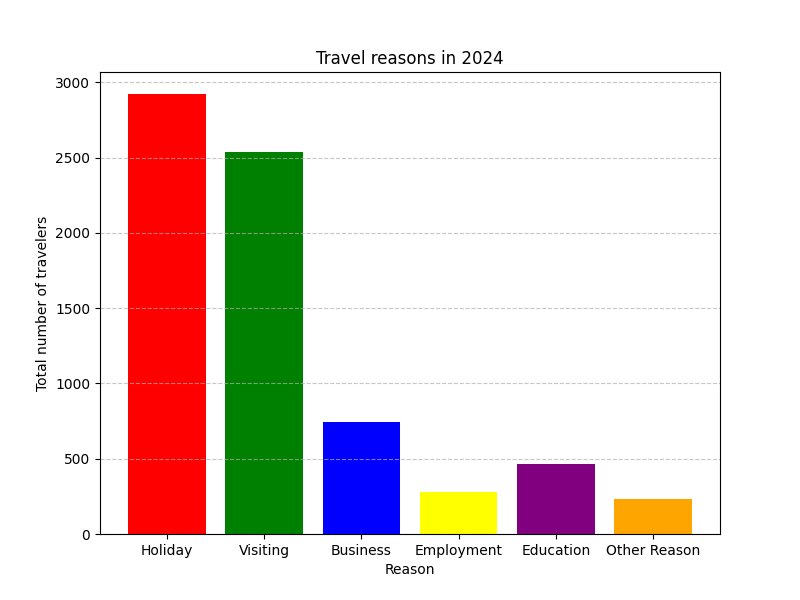 Travel reasons in 2024
Total number of travelers
3000
2500
2000
1500
1000
500
0
Holiday Visiting Business Employment Education Other Reason
Reason